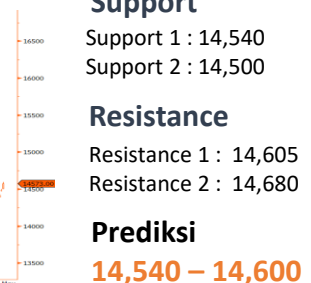 Support
Support 1 : 14,540
Support 2 : 14,500
Resistance
Resistance 1 : 14,605
Resistance 2 : 14,680
Prediksi
14,540 – 14,600
16500
16000
15500
15000
14573.00
14500
14000
13500